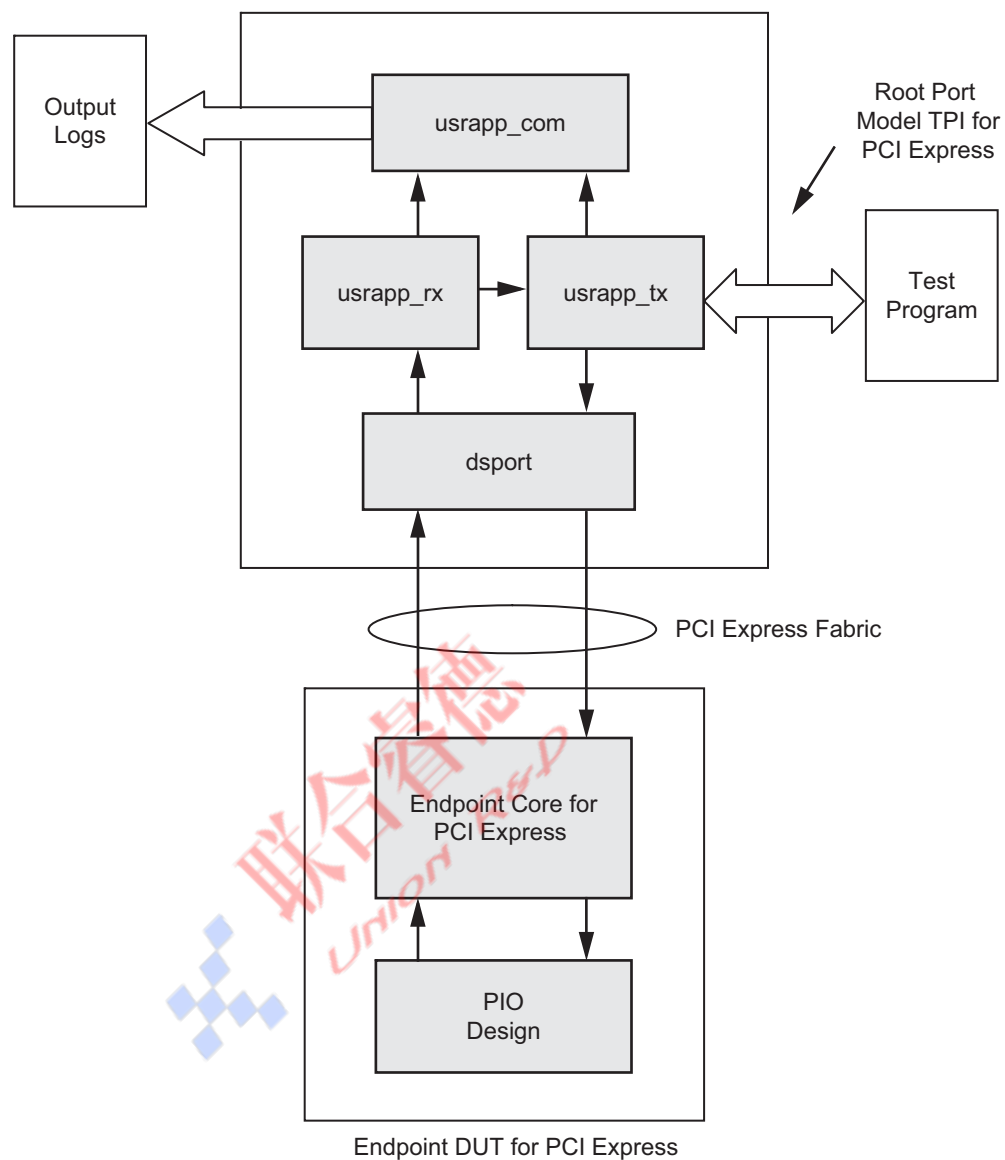 Output
Logs
usrapp_com
Root Port
Model TPI for
PCI Express
usrapp_rx
usrapp_tx
Test
Program
dsport
PCI Express Fabric
Endpoint Core for
PCI Express
PIO
Design
Endpoint DUT for PCI Express
联合睿德
Union R&D